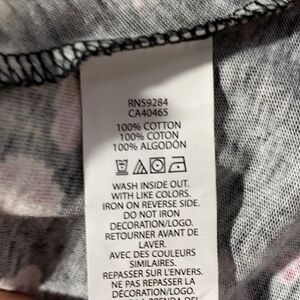 RN59284
CA40465
100% COTTON
100% COTON
100% ALGODÓN
WASH INSIDE OUT.
WITH LIKE COLORS.
IRON ON REVERSE SIDE.
DO NOT IRON
DECORATION/LOGO.
RETOURNER AVANT DE
LAVER.
AVEC DES COULEURS
SIMILAIRES.
REPASSER SUR L'ENVERS.
NE PAS REPASSER LA
DÉCORATION/LOGO.